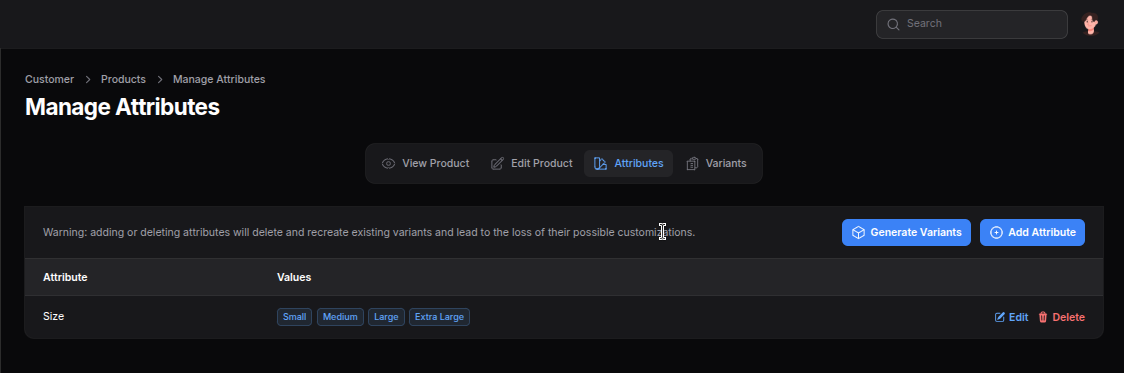 Search
Customer > Products > Manage Attributes
Manage Attributes
View Product Edit Product Attributes Variants
Warning: adding or deleting attributes will delete and recreate existing variants and lead to the loss of their possible customizations. Generate Variants Add Attribute
Attribute Values
Size Small Medium Large Extra Large Edit Delete